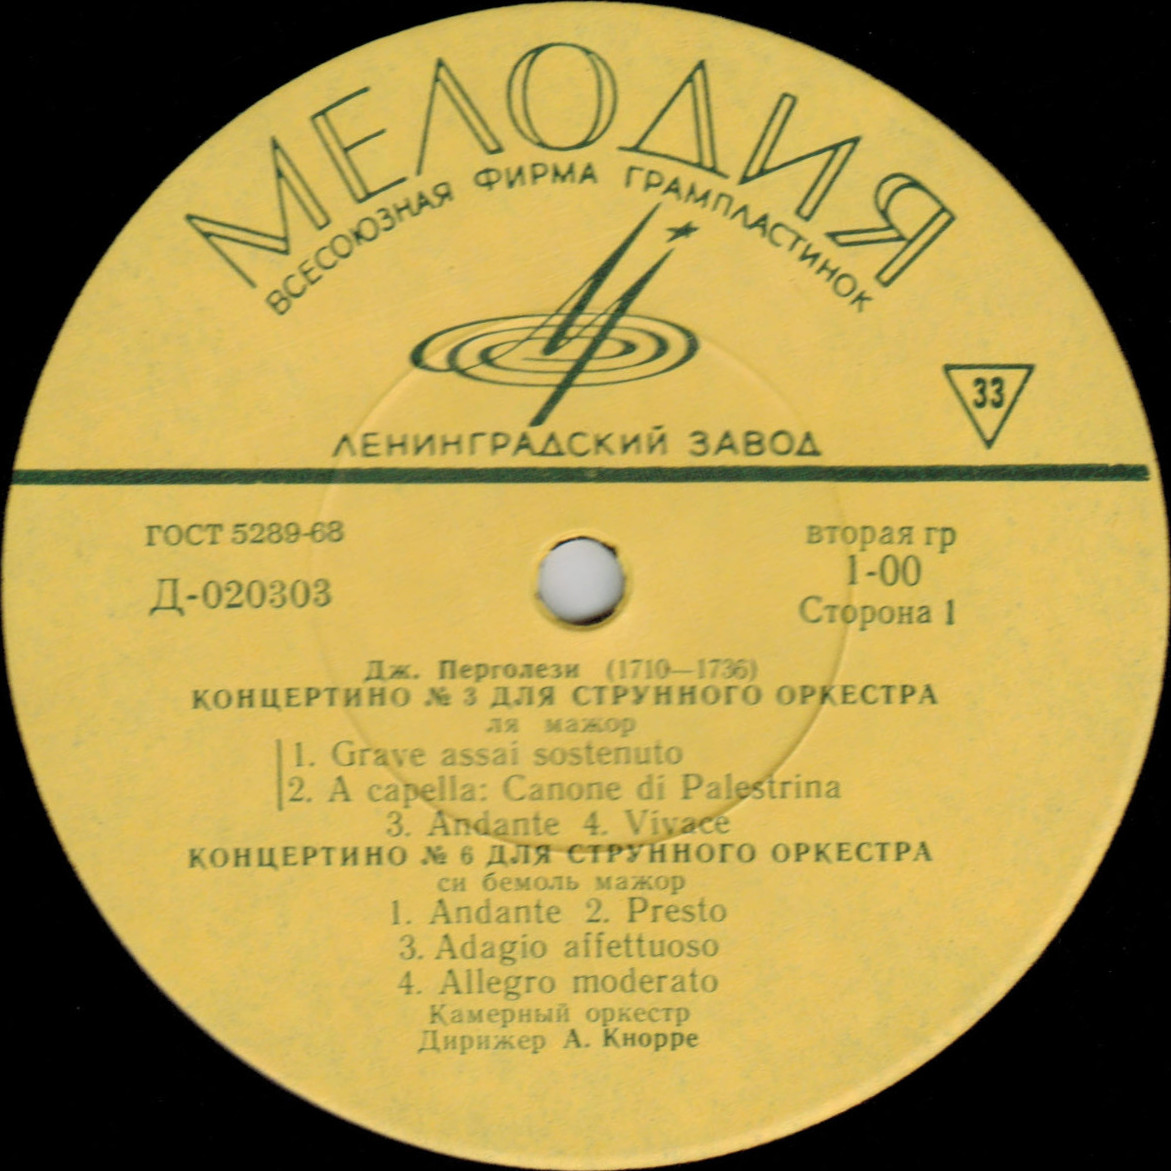 МЕЛОДИЯ
ВСЕСОЮЗНАЯ ФИРМА ГРАМПЛАСТИНОК
33
ЛЕНИНГРАДСКИЙ ЗАВОД
ГОСТ 5289-68
вторая гр
Д-020303
1-00
Сторона 1
Дж. Перголези (1710—1736)
КОНЦЕРТИНО № 3 ДЛЯ СТРУННОГО ОРКЕСТРА
ля мажор
1. Grave assai sostenuto
2. A capella: Canone di Palestrina
3. Andante 4. Vivace
КОНЦЕРТИНО № 6 ДЛЯ СТРУННОГО ОРКЕСТРА
си бемоль мажор
1. Andante 2. Presto
3. Adagio affettuoso
4. Allegro moderato
Камерный оркестр
Дирижер А. Кнорре